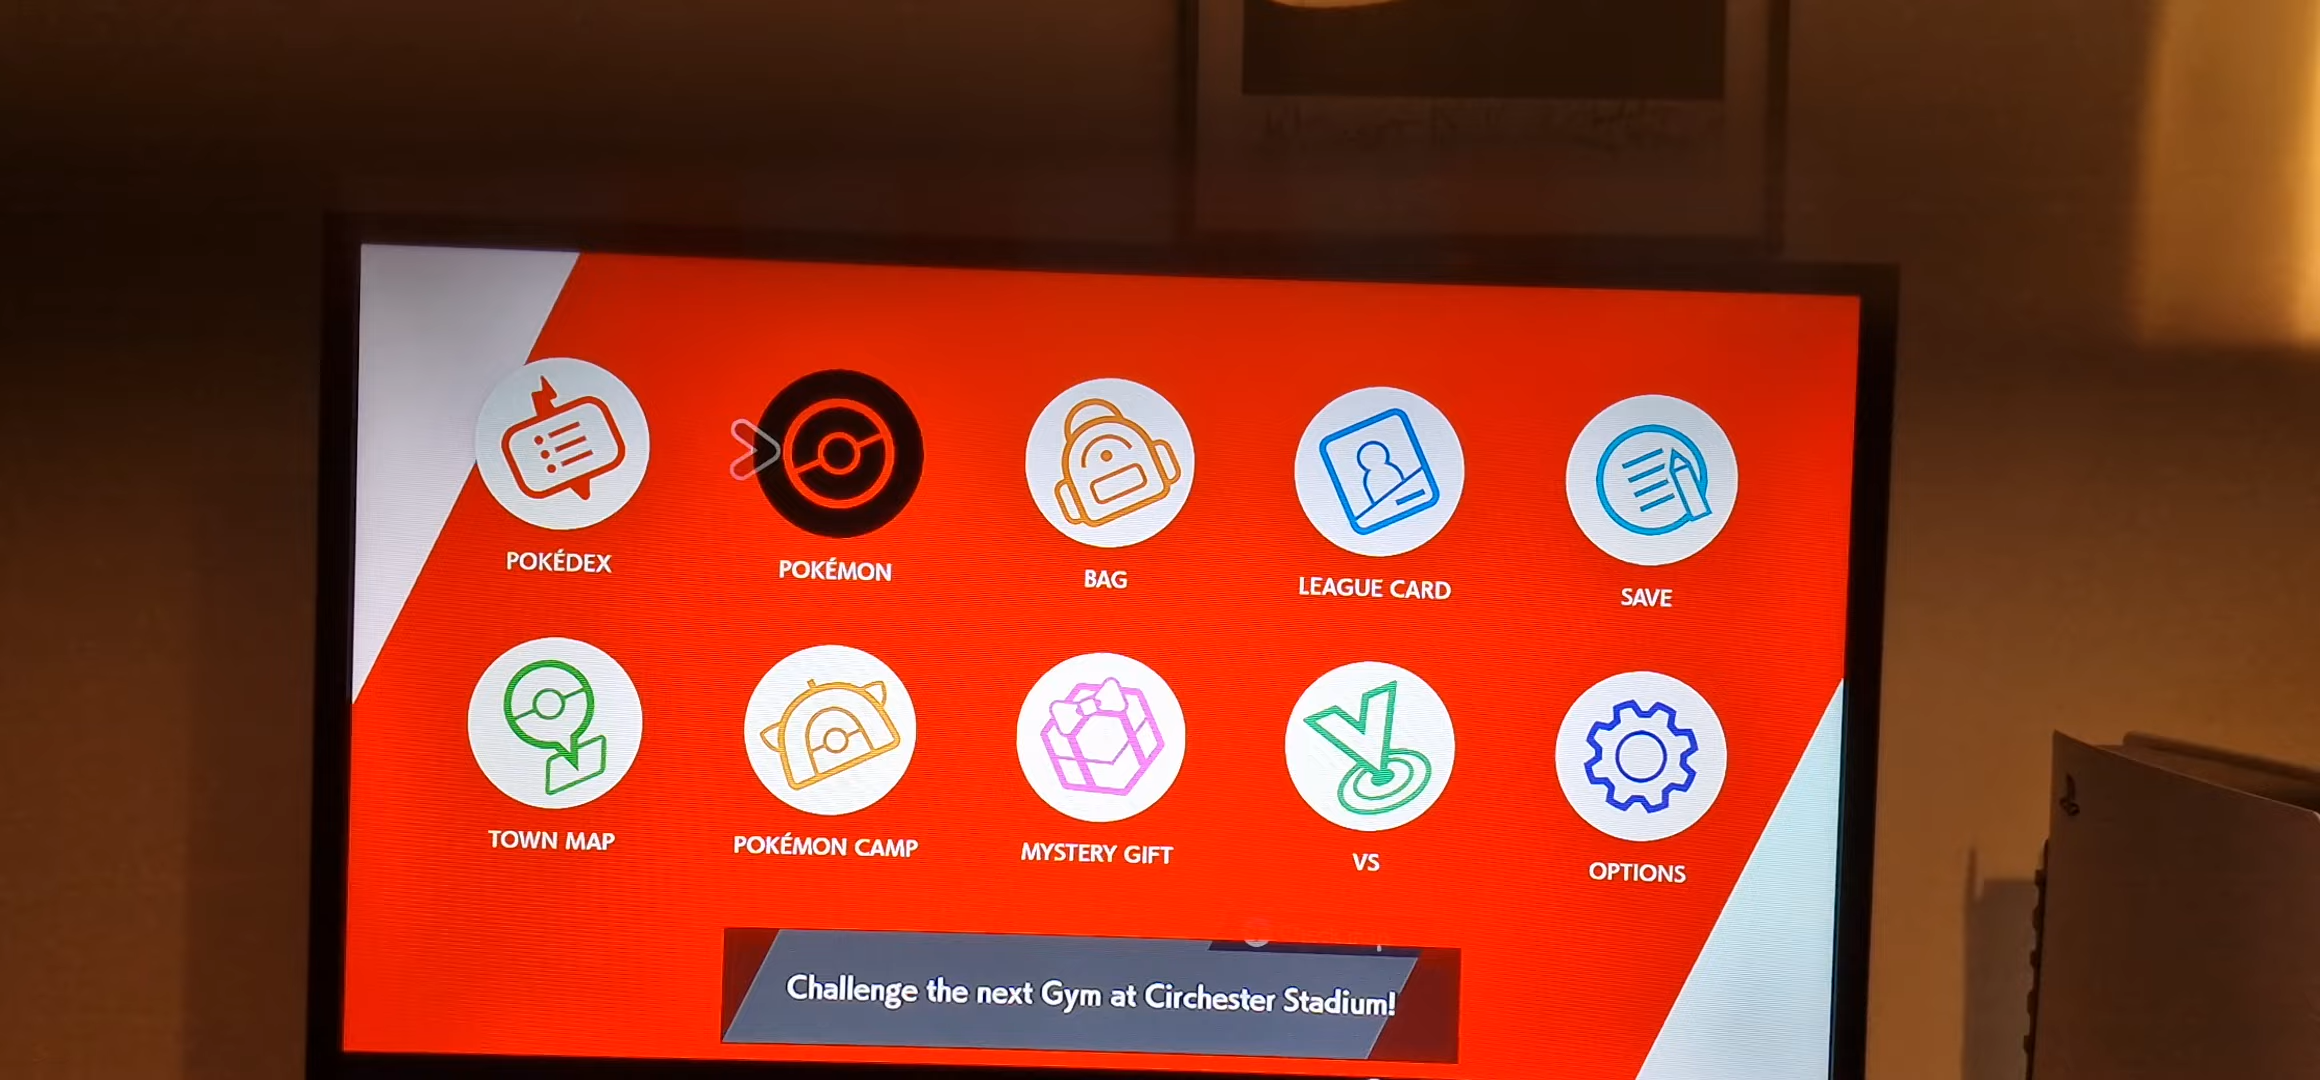 POKÉDEX
POKÉMON
BAG
LEAGUE CARD
SAVE
TOWN MAP
POKÉMON CAMP
MYSTERY GIFT
VS
OPTIONS
Challenge the next Gym at Circhester Stadium!